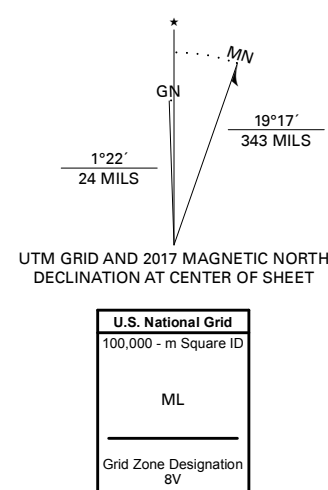 ★
MN
GN
19°17´
343 MILS
1°22´
24 MILS
UTM GRID AND 2017 MAGNETIC NORTH
DECLINATION AT CENTER OF SHEET
U.S. National Grid
100,000 - m Square ID
ML
Grid Zone Designation
8V